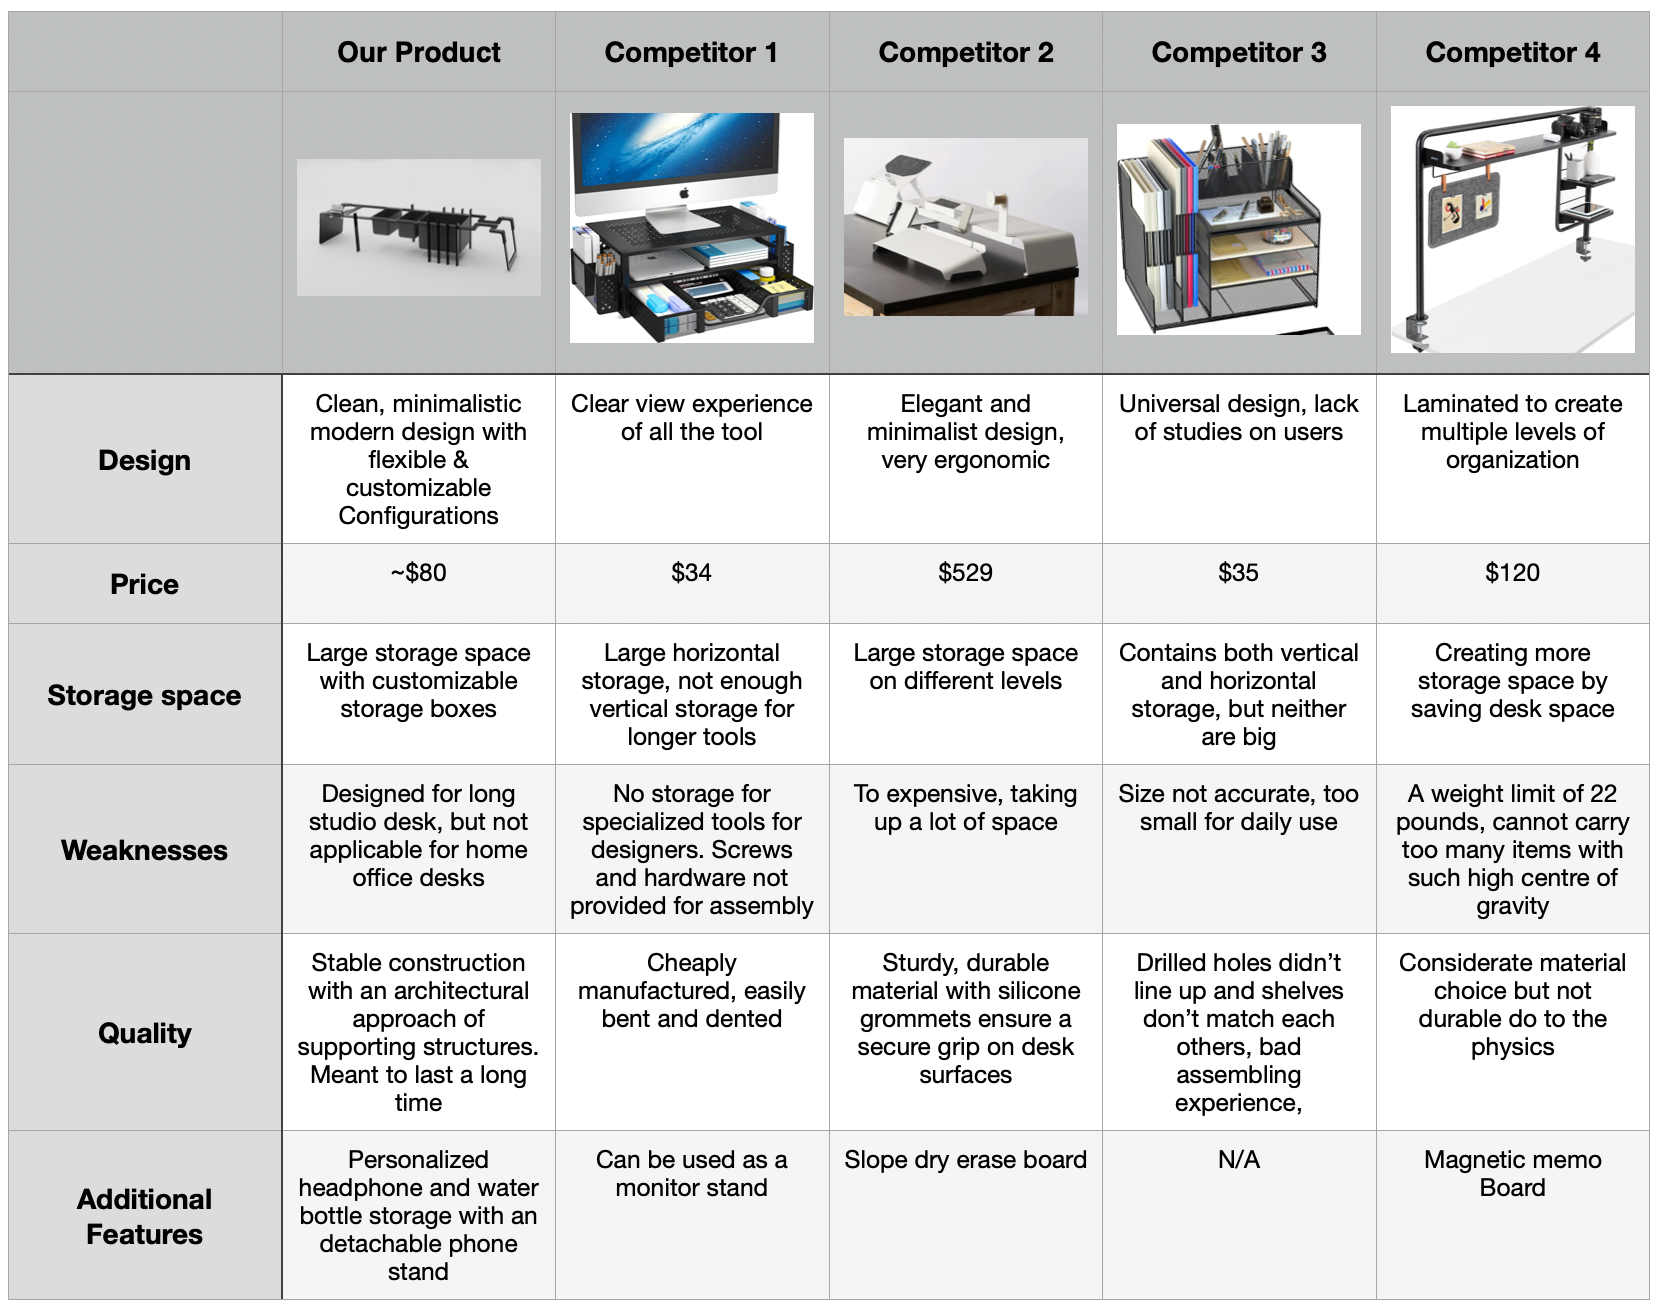 Our Product
Competitor 1
Competitor 2
Competitor 3
Competitor 4
Design
Clean, minimalistic
modern design with
flexible &
customizable
Configurations
Clear view experience
of all the tool
Elegant and
minimalist design,
very ergonomic
Universal design, lack
of studies on users
Laminated to create
multiple levels of
organization
Price
~$80
$34
$529
$35
$120
Storage space
Large storage space
with customizable
storage boxes
Large horizontal
storage, not enough
vertical storage for
longer tools
Large storage space
on different levels
Contains both vertical
and horizontal
storage, but neither
are big
Creating more
storage space by
saving desk space
Weaknesses
Designed for long
studio desk, but not
applicable for home
office desks
No storage for
specialized tools for
designers. Screws
and hardware not
provided for assembly
To expensive, taking
up a lot of space
Size not accurate, too
small for daily use
A weight limit of 22
pounds, cannot carry
too many items with
such high centre of
gravity
Quality
Stable construction
with an architectural
approach of
supporting structures.
Meant to last a long
time
Cheaply
manufactured, easily
bent and dented
Sturdy, durable
material with silicone
grommets ensure a
secure grip on desk
surfaces
Drilled holes didn’t
line up and shelves
don’t match each
others, bad
assembling
experience,
Considerate material
choice but not
durable do to the
physics
Additional
Features
Personalized
headphone and water
bottle storage with an
detachable phone
stand
Can be used as a
monitor stand
Slope dry erase board
N/A
Magnetic memo
Board